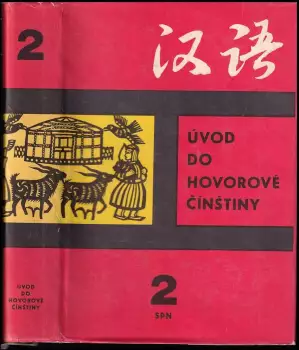 2
ÚVOD
DO
HOVOROVÉ
ČÍNŠTINY
汉语
ÚVOD
DO
HOVOROVÉ
ČÍNŠTINY
2
SPN